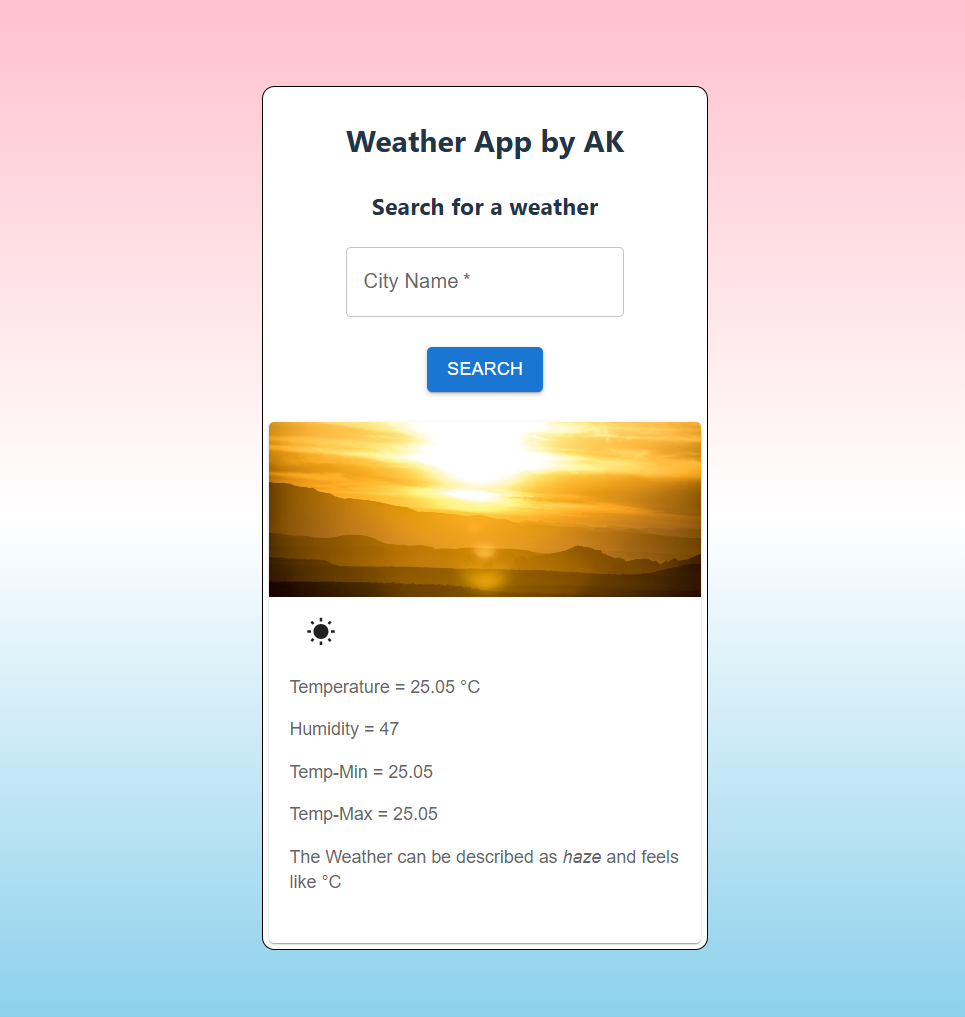 Weather App by AK
Search for a weather
City Name *
SEARCH
Temperature = 25.05 °C
Humidity = 47
Temp-Min = 25.05
Temp-Max = 25.05
The Weather can be described as haze and feels
like °C